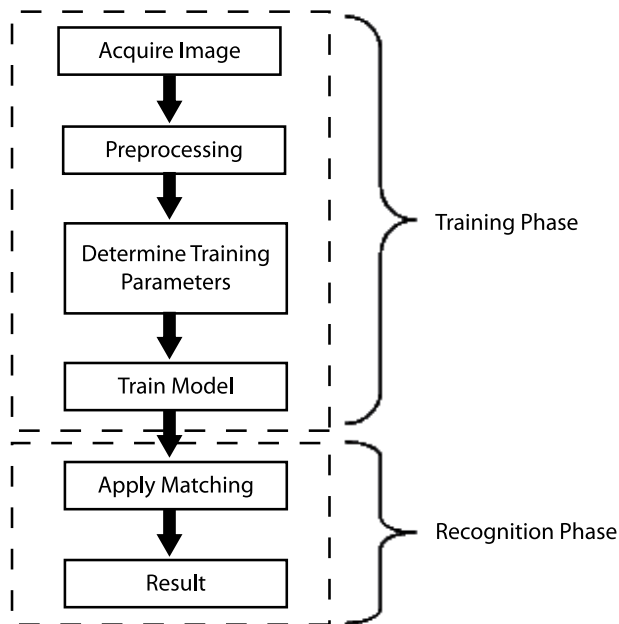 Acquire Image
Preprocessing
Determine Training
Parameters
Training Phase
Train Model
Apply Matching
Recognition Phase
Result